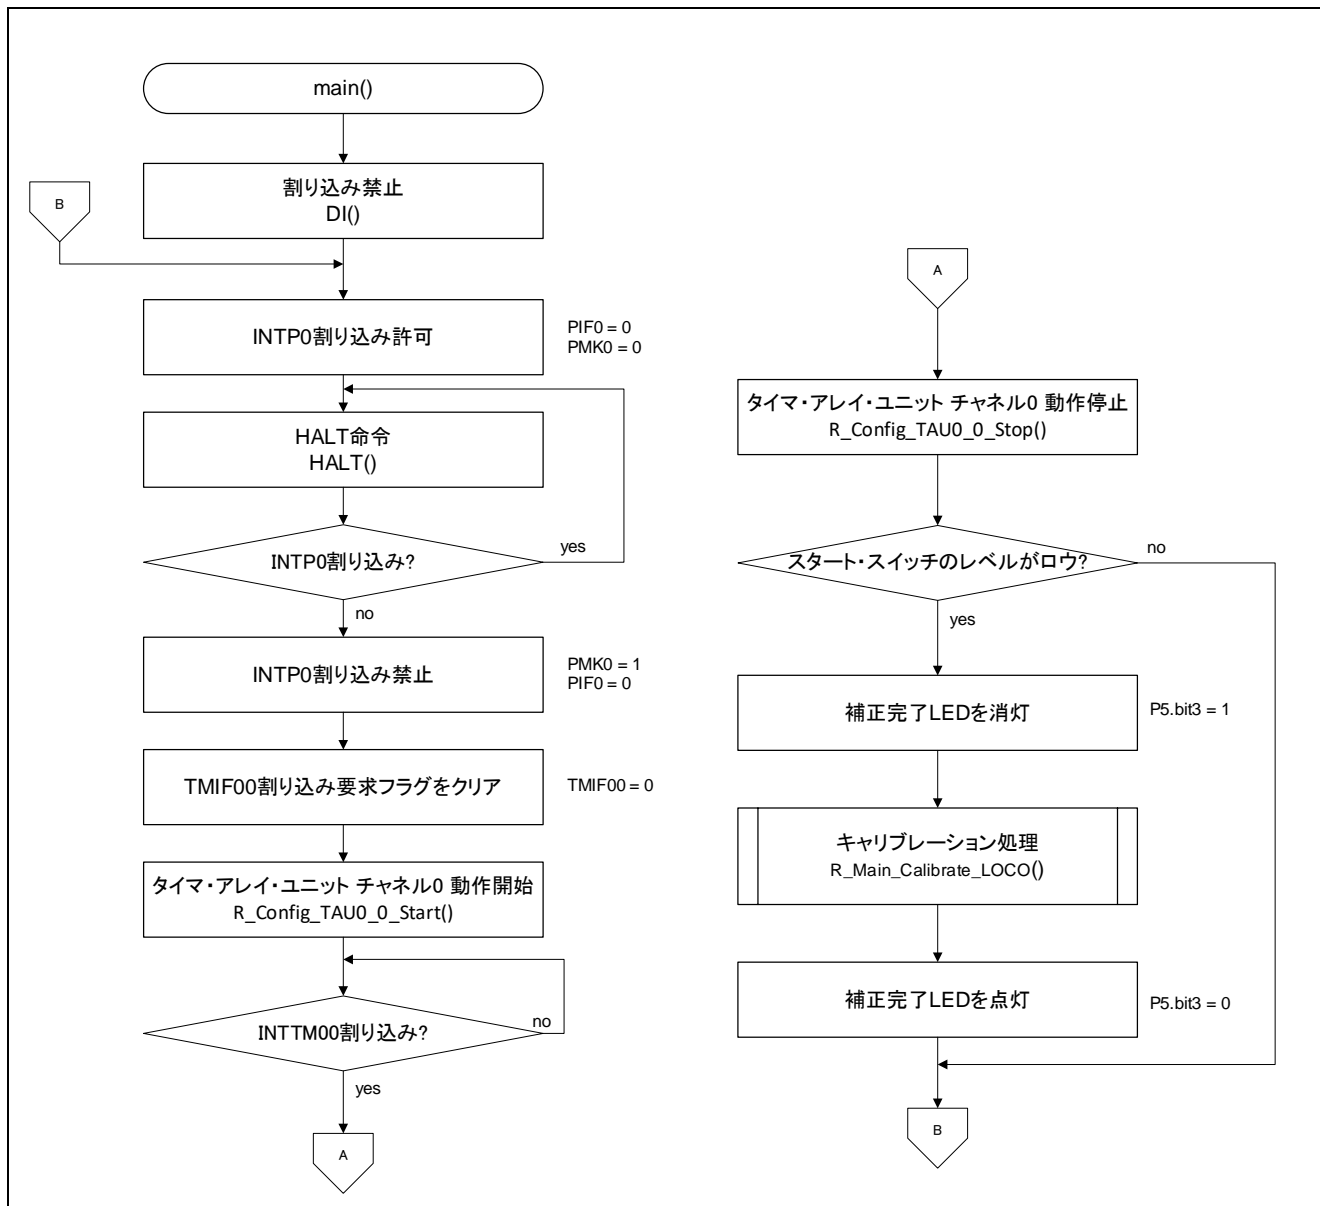 main()
割り込み禁止
DI()
B
INTP0割り込み許可
PIF0 = 0
PMK0 = 0
HALT命令
HALT()
INTP0割り込み?
yes
no
INTP0割り込み禁止
PMK0 = 1
PIF0 = 0
TMIF00割り込み要求フラグをクリア
TMIF00 = 0
タイマ・アレイ・ユニット チャネル0 動作開始
R_Config_TAU0_0_Start()
INTTM00割り込み?
no
yes
A
A
タイマ・アレイ・ユニット チャネル0 動作停止
R_Config_TAU0_0_Stop()
スタート・スイッチのレベルがロウ?
no
yes
補正完了LEDを消灯
P5.bit3 = 1
キャリブレーション処理
R_Main_Calibrate_LOCO()
補正完了LEDを点灯
P5.bit3 = 0
B